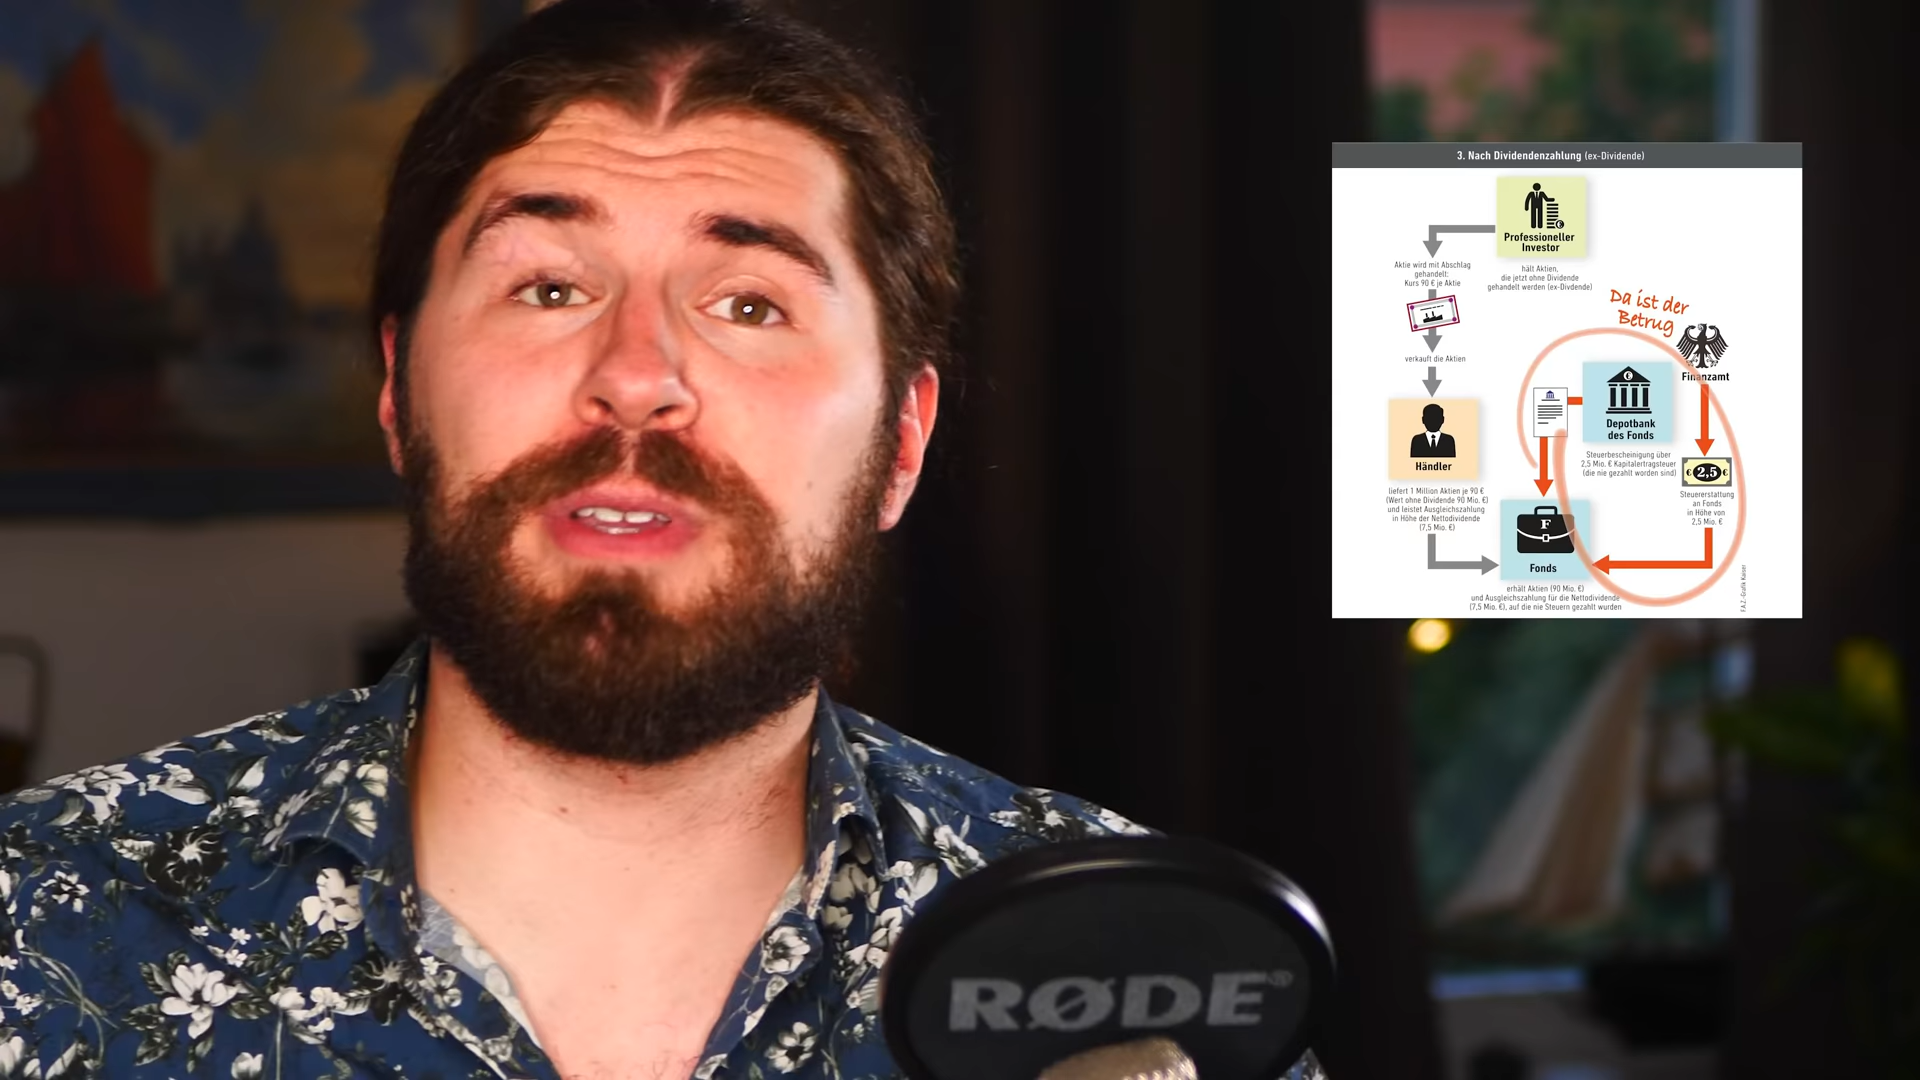 3. Nach Dividendenzahlung (ex-Dividende)
Professioneller
Investor
hält Aktien,
die jetzt ohne Dividende
gehandelt werden (ex-Divdende)
Aktie wird mit Abschlag
gehandelt:
Kurs 90 € je Aktie
verkauft die Aktien
Da ist der
Betrug
Finanzamt
Depotbank
des Fonds
Steuerbescheinigung über
2,5 Mio. € Kapitalertragsteuer
(die nie gezahlt worden sind)
€ 2,5 €
Steuererstattung
an Fonds
in Höhe von
2,5 Mio. €
Händler
liefert 1 Million Aktien je 90 €
(Wert ohne Dividende 90 Mio. €)
und leistet Ausgleichszahlung
in Höhe der Nettodividende
(7,5 Mio. €)
F
Fonds
erhält Aktien (90 Mio. €)
und Ausgleichszahlung für die Nettodividende
(7,5 Mio. €), auf die nie Steuern gezahlt wurden
F.A.Z.-Grafik Kaiser
RØDE®